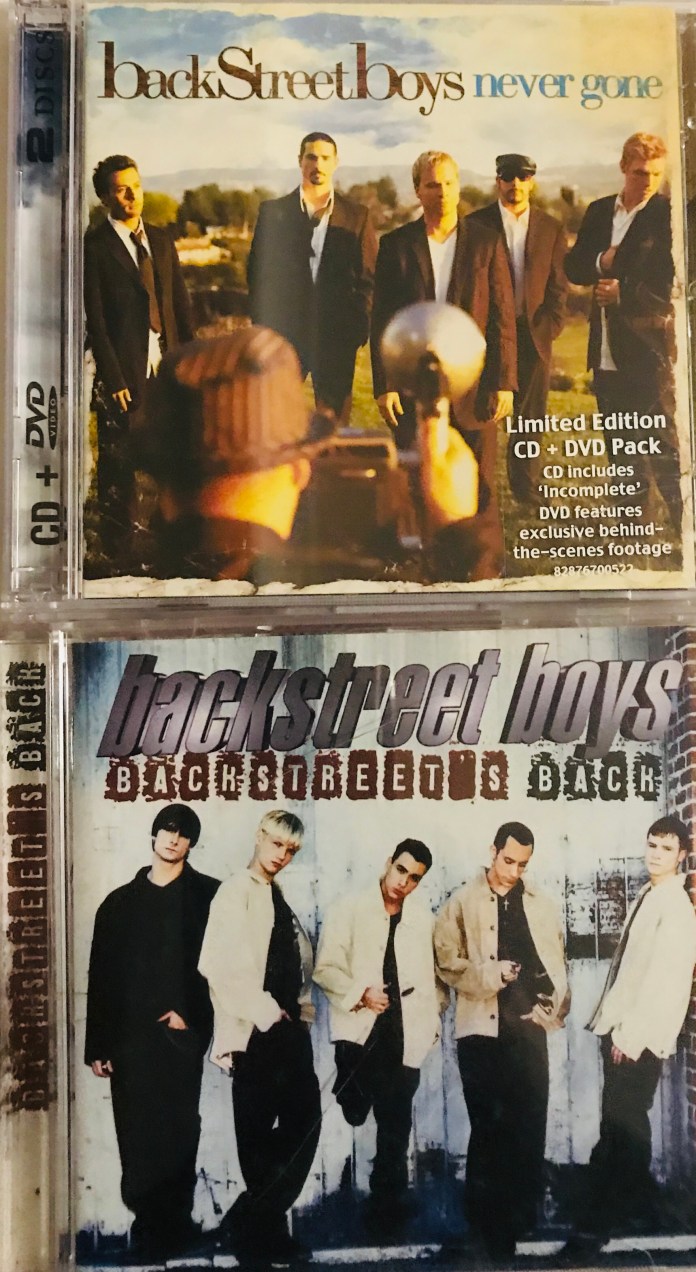 2 DISCS
CD + DVD
VIDEO
backStreetboys never gone
Limited Edition
CD + DVD Pack
CD includes
‘Incomplete’
DVD features
exclusive behind-
the-scenes footage
82876700522
BACKSTREET'S BACK
backstreet boys
BACKSTREET'S BACK